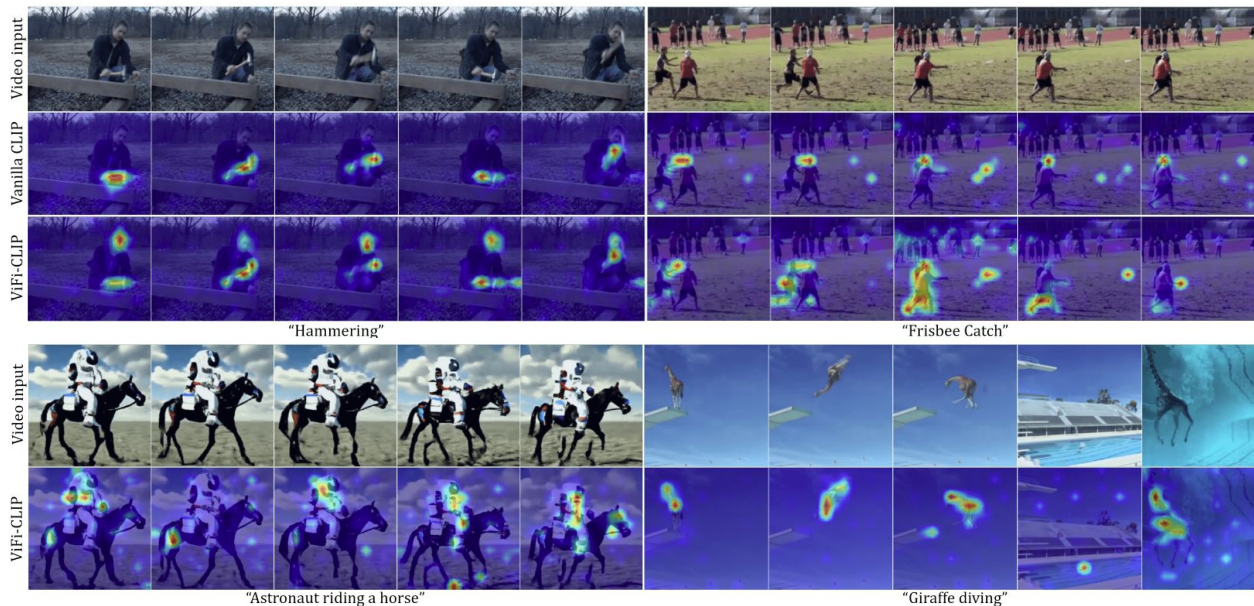 Video input
Vanilla CLIP
ViFi-CLIP
"Hammering"
"Frisbee Catch"
Video input
ViFi-CLIP
"Astronaut riding a horse"
"Giraffe diving"